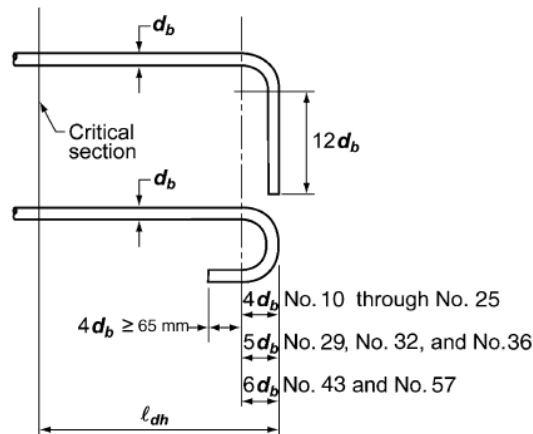 d_b
Critical
section
12d_b
d_b
4d_b No. 10 through No. 25
4d_b ≥ 65 mm
5d_b No. 29, No. 32, and No.36
6d_b No. 43 and No. 57
ℓ_dh